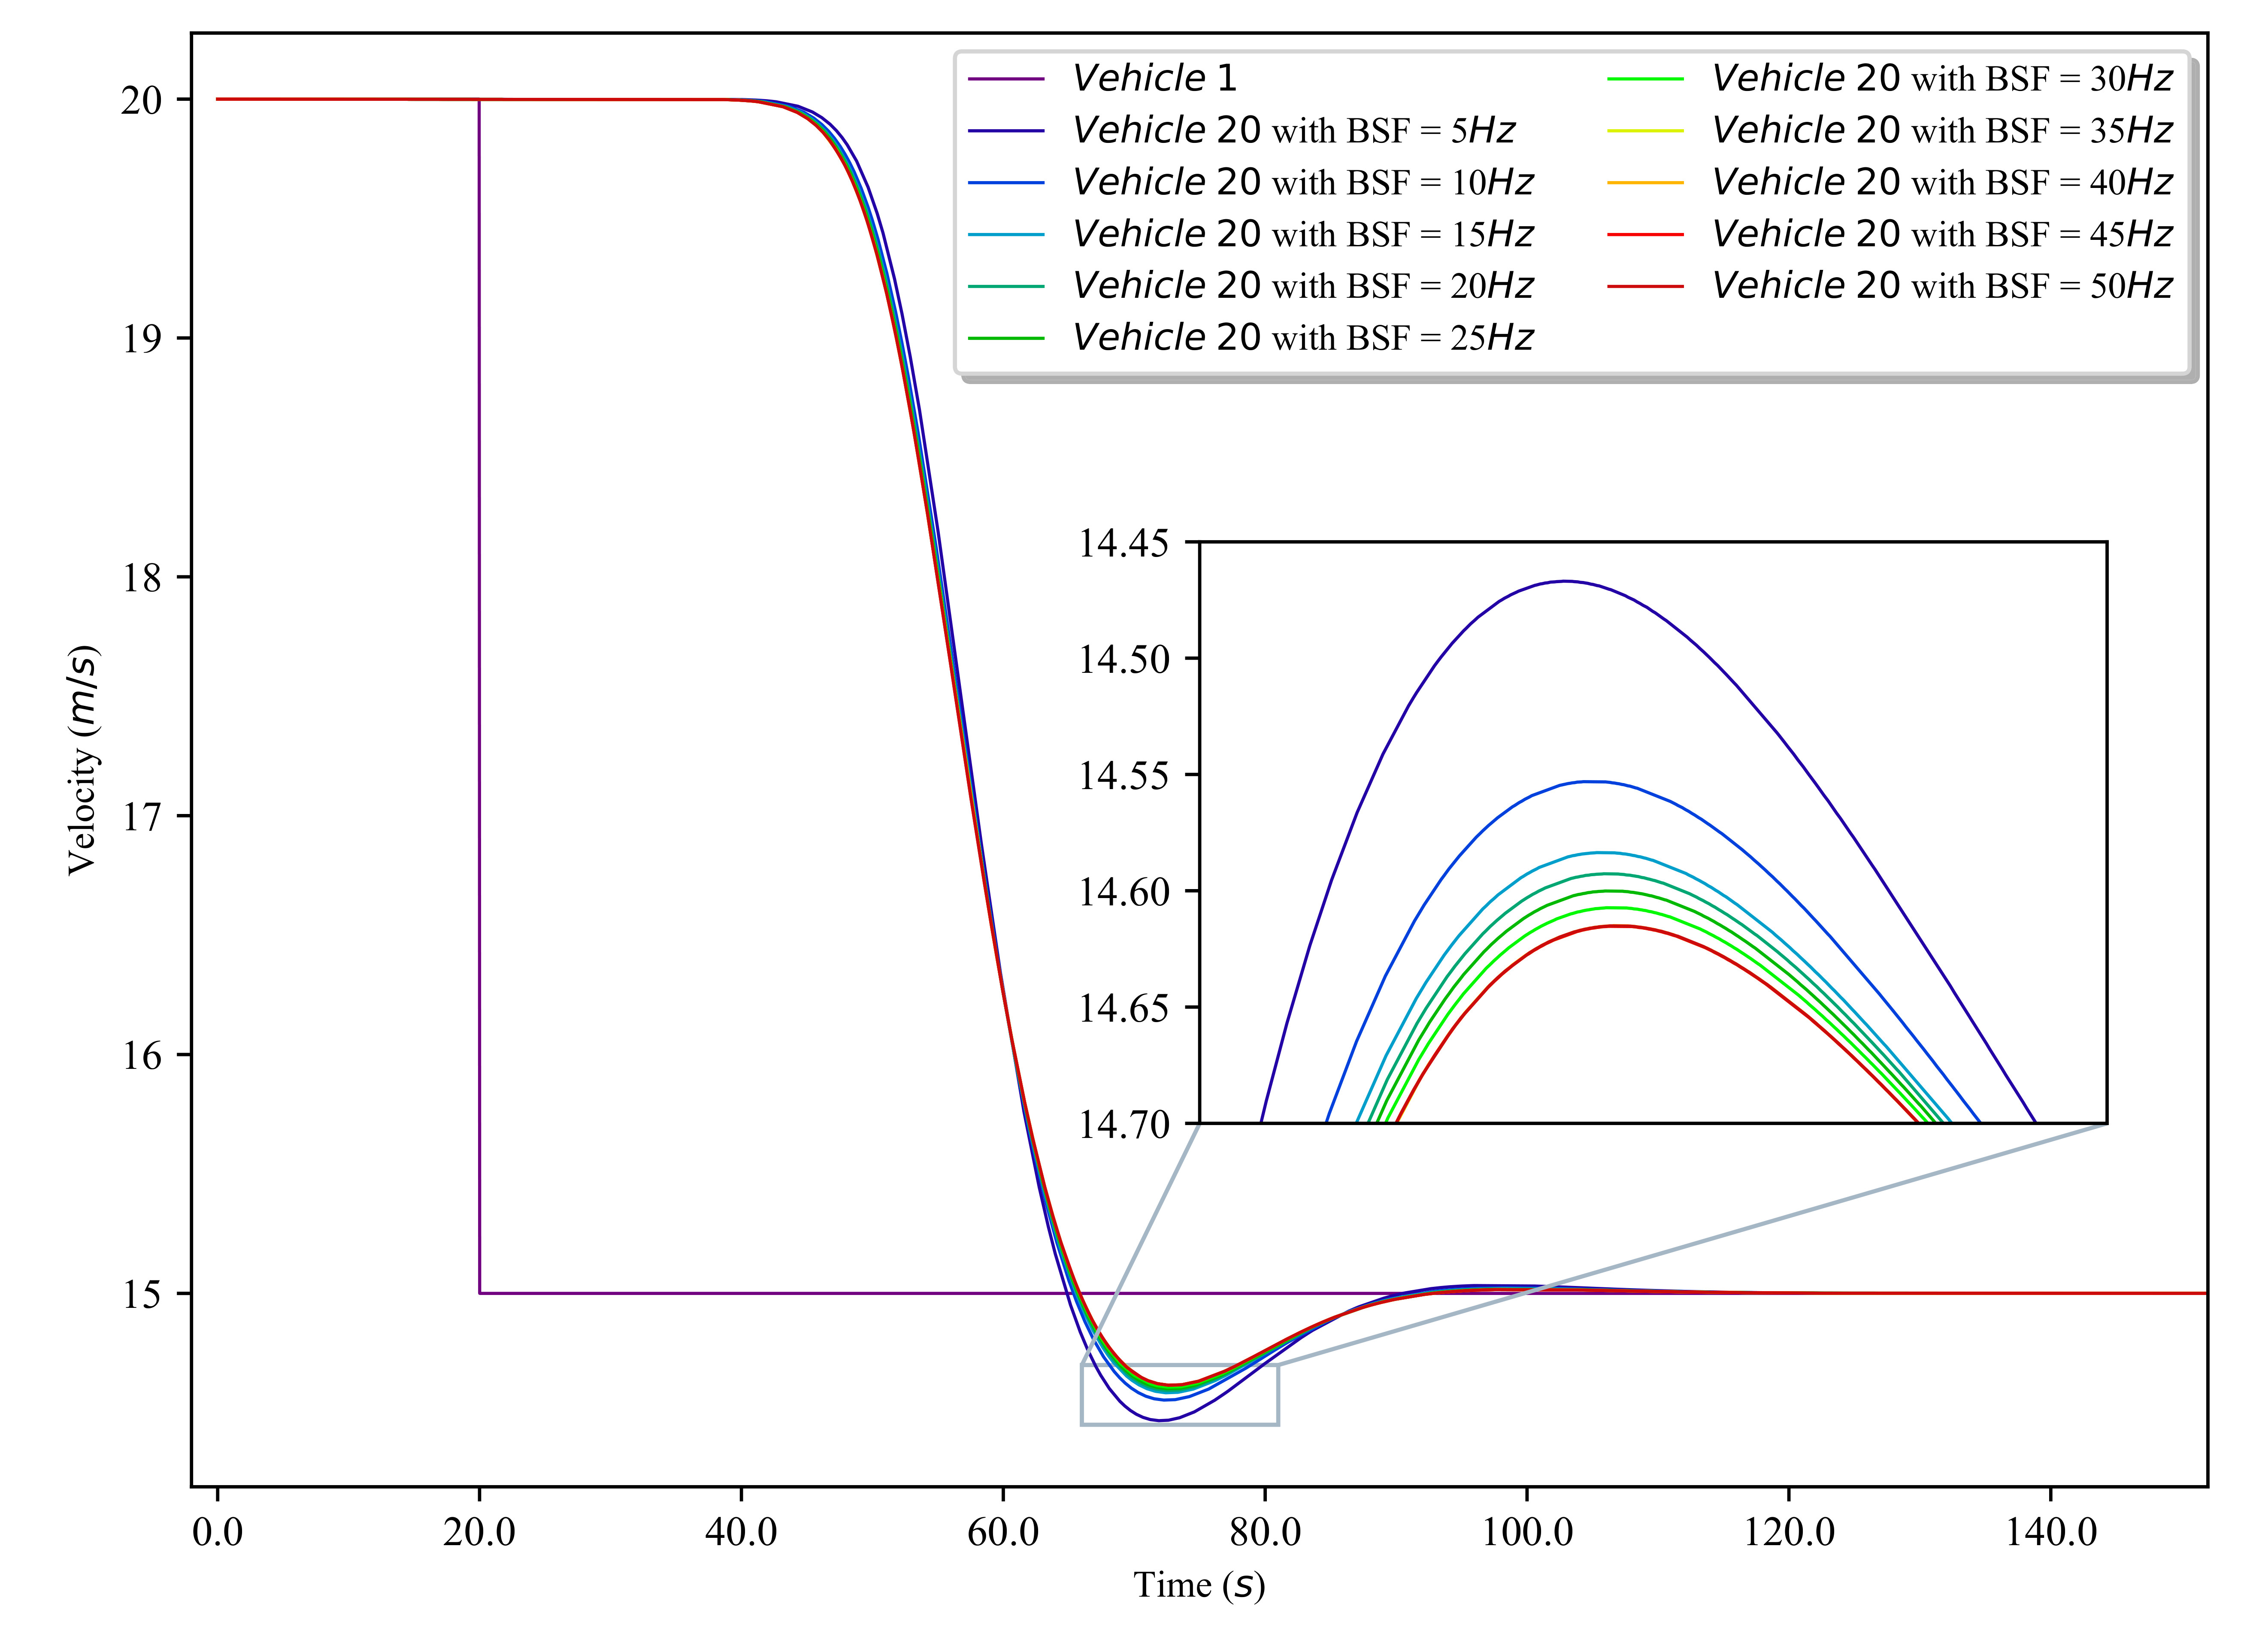 Vehicle 1
Vehicle 20 with BSF = 5Hz
Vehicle 20 with BSF = 10Hz
Vehicle 20 with BSF = 15Hz
Vehicle 20 with BSF = 20Hz
Vehicle 20 with BSF = 25Hz
Vehicle 20 with BSF = 30Hz
Vehicle 20 with BSF = 35Hz
Vehicle 20 with BSF = 40Hz
Vehicle 20 with BSF = 45Hz
Vehicle 20 with BSF = 50Hz
20
19
18
17
16
15
Velocity (m/s)
14.45
14.50
14.55
14.60
14.65
14.70
0.0 20.0 40.0 60.0 80.0 100.0 120.0 140.0
Time (s)